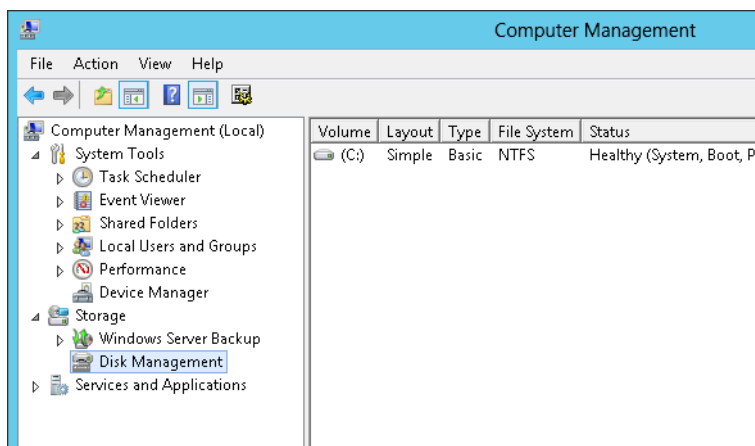 Computer Management
File Action View Help
Computer Management (Local)
System Tools
Task Scheduler
Event Viewer
Shared Folders
Local Users and Groups
Performance
Device Manager
Storage
Windows Server Backup
Disk Management
Services and Applications
Volume Layout Type File System Status
(C:) Simple Basic NTFS Healthy (System, Boot, P